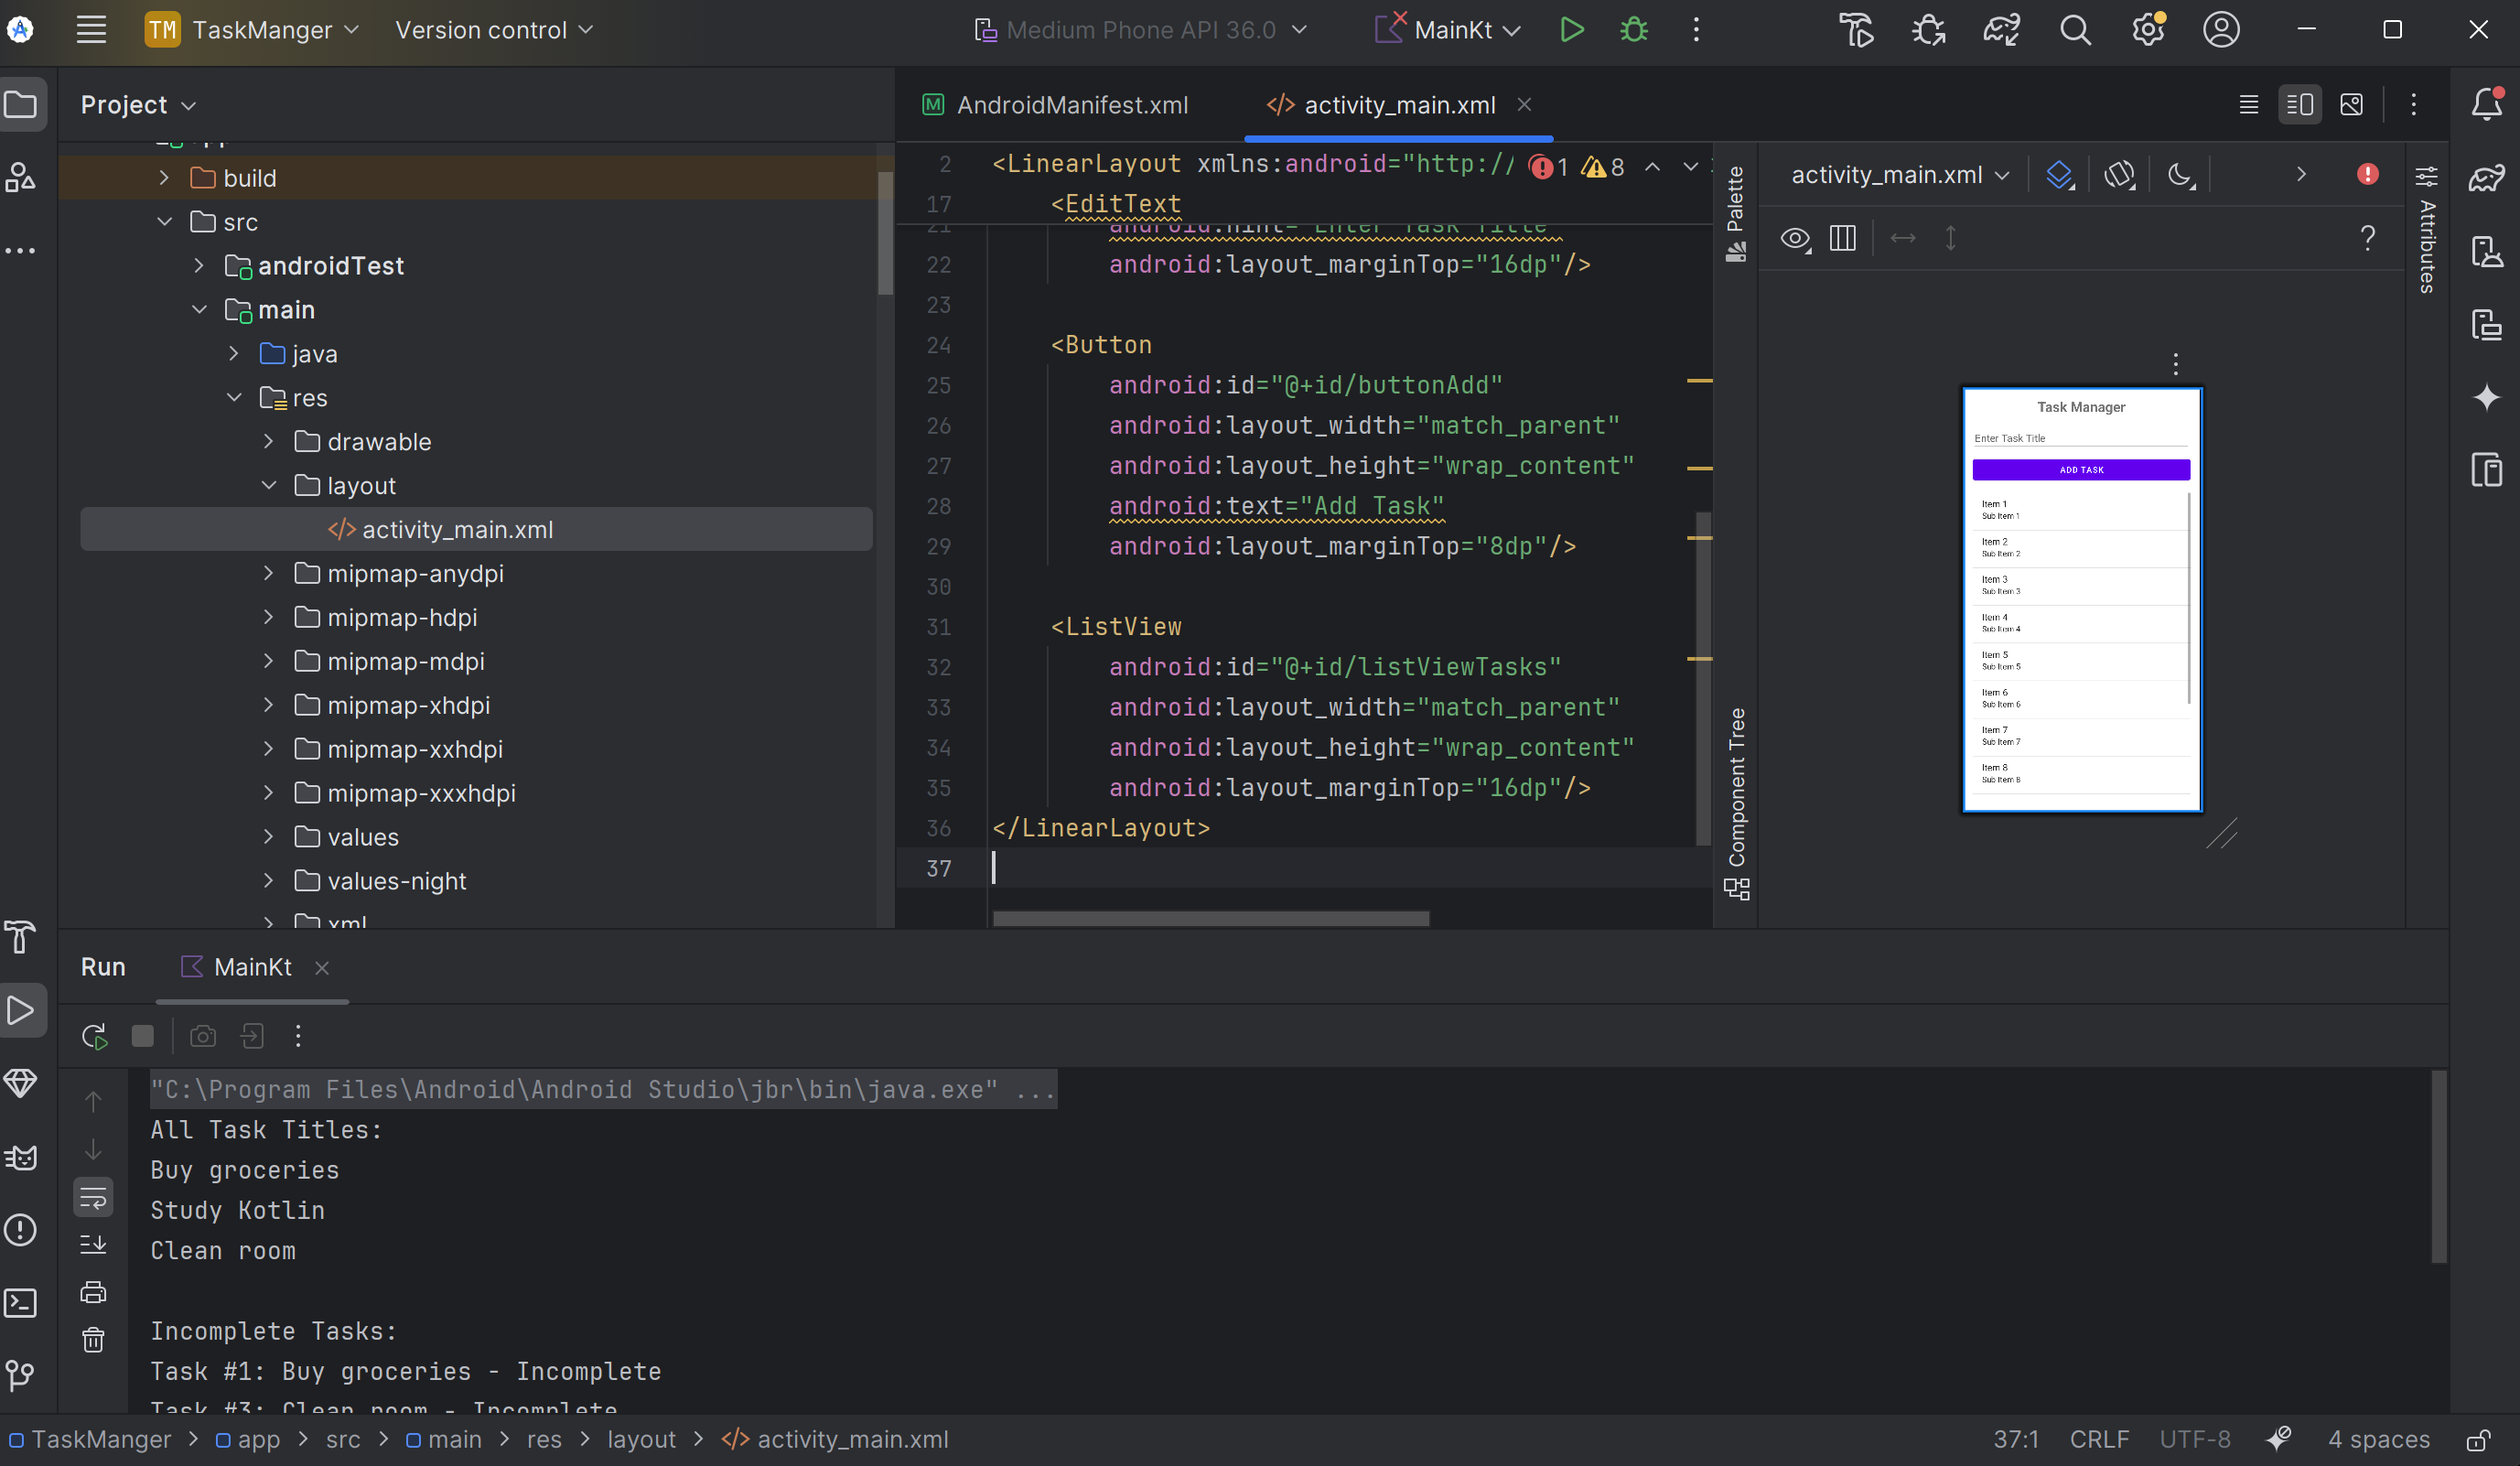 TM TaskManger Version control Medium Phone API 36.0 MainKt
Project
build
src
androidTest
main
java
res
drawable
layout
activity_main.xml
mipmap-anydpi
mipmap-hdpi
mipmap-mdpi
mipmap-xhdpi
mipmap-xxhdpi
mipmap-xxxhdpi
values
values-night
xml
AndroidManifest.xml activity_main.xml
2 <LinearLayout xmlns:android="http:// 1 8
17 <EditText
21 android:hint="Enter Task Title"
22 android:layout_marginTop="16dp"/>
23
24 <Button
25 android:id="@+id/buttonAdd"
26 android:layout_width="match_parent"
27 android:layout_height="wrap_content"
28 android:text="Add Task"
29 android:layout_marginTop="8dp"/>
30
31 <ListView
32 android:id="@+id/listViewTasks"
33 android:layout_width="match_parent"
34 android:layout_height="wrap_content"
35 android:layout_marginTop="16dp"/>
36 </LinearLayout>
37
Palette
Component Tree
activity_main.xml
Attributes
Task Manager
Enter Task Title
ADD TASK
Item 1
Sub Item 1
Item 2
Sub Item 2
Item 3
Sub Item 3
Item 4
Sub Item 4
Item 5
Sub Item 5
Item 6
Sub Item 6
Item 7
Sub Item 7
Item 8
Sub Item 8
Run MainKt
"C:\Program Files\Android\Android Studio\jbr\bin\java.exe" ...
All Task Titles:
Buy groceries
Study Kotlin
Clean room
Incomplete Tasks:
Task #1: Buy groceries - Incomplete
Task #3: Clean room - Incomplete
TaskManger > app > src > main > res > layout > activity_main.xml 37:1 CRLF UTF-8 4 spaces